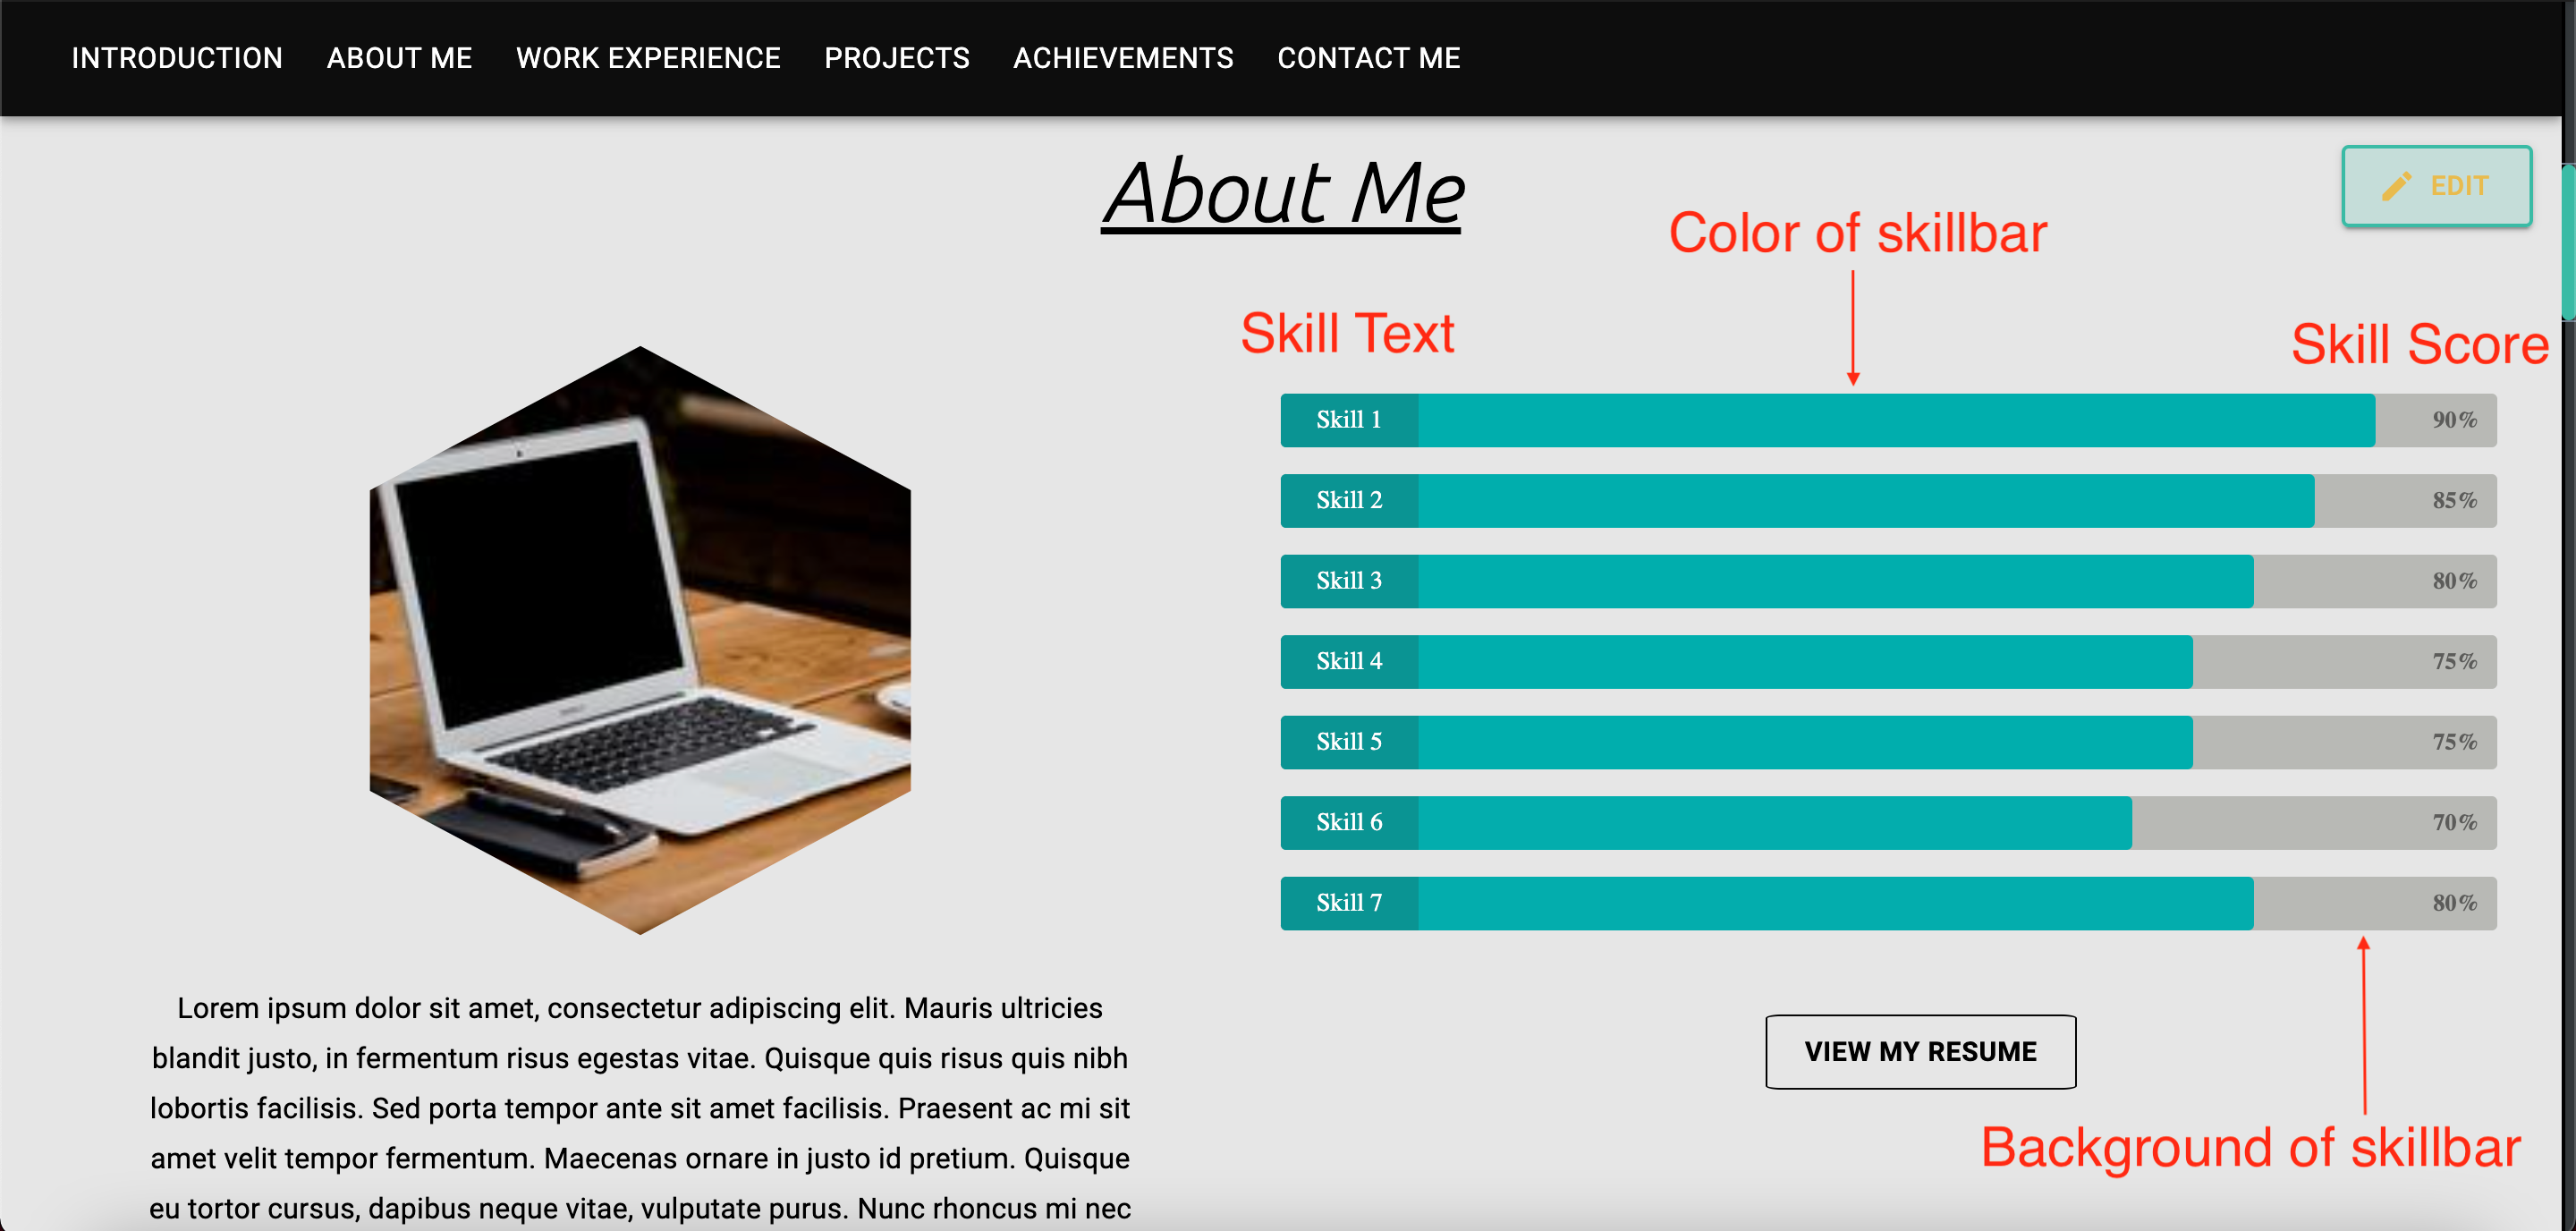 INTRODUCTION ABOUT ME WORK EXPERIENCE PROJECTS ACHIEVEMENTS CONTACT ME
About Me
EDIT
Color of skillbar
Skill Text
Skill Score
Skill 1 90%
Skill 2 85%
Skill 3 80%
Skill 4 75%
Skill 5 75%
Skill 6 70%
Skill 7 80%
Lorem ipsum dolor sit amet, consectetur adipiscing elit. Mauris ultricies
blandit justo, in fermentum risus egestas vitae. Quisque quis risus quis nibh
lobortis facilisis. Sed porta tempor ante sit amet facilisis. Praesent ac mi sit
amet velit tempor fermentum. Maecenas ornare in justo id pretium. Quisque
eu tortor cursus, dapibus neque vitae, vulputate purus. Nunc rhoncus mi nec
VIEW MY RESUME
Background of skillbar